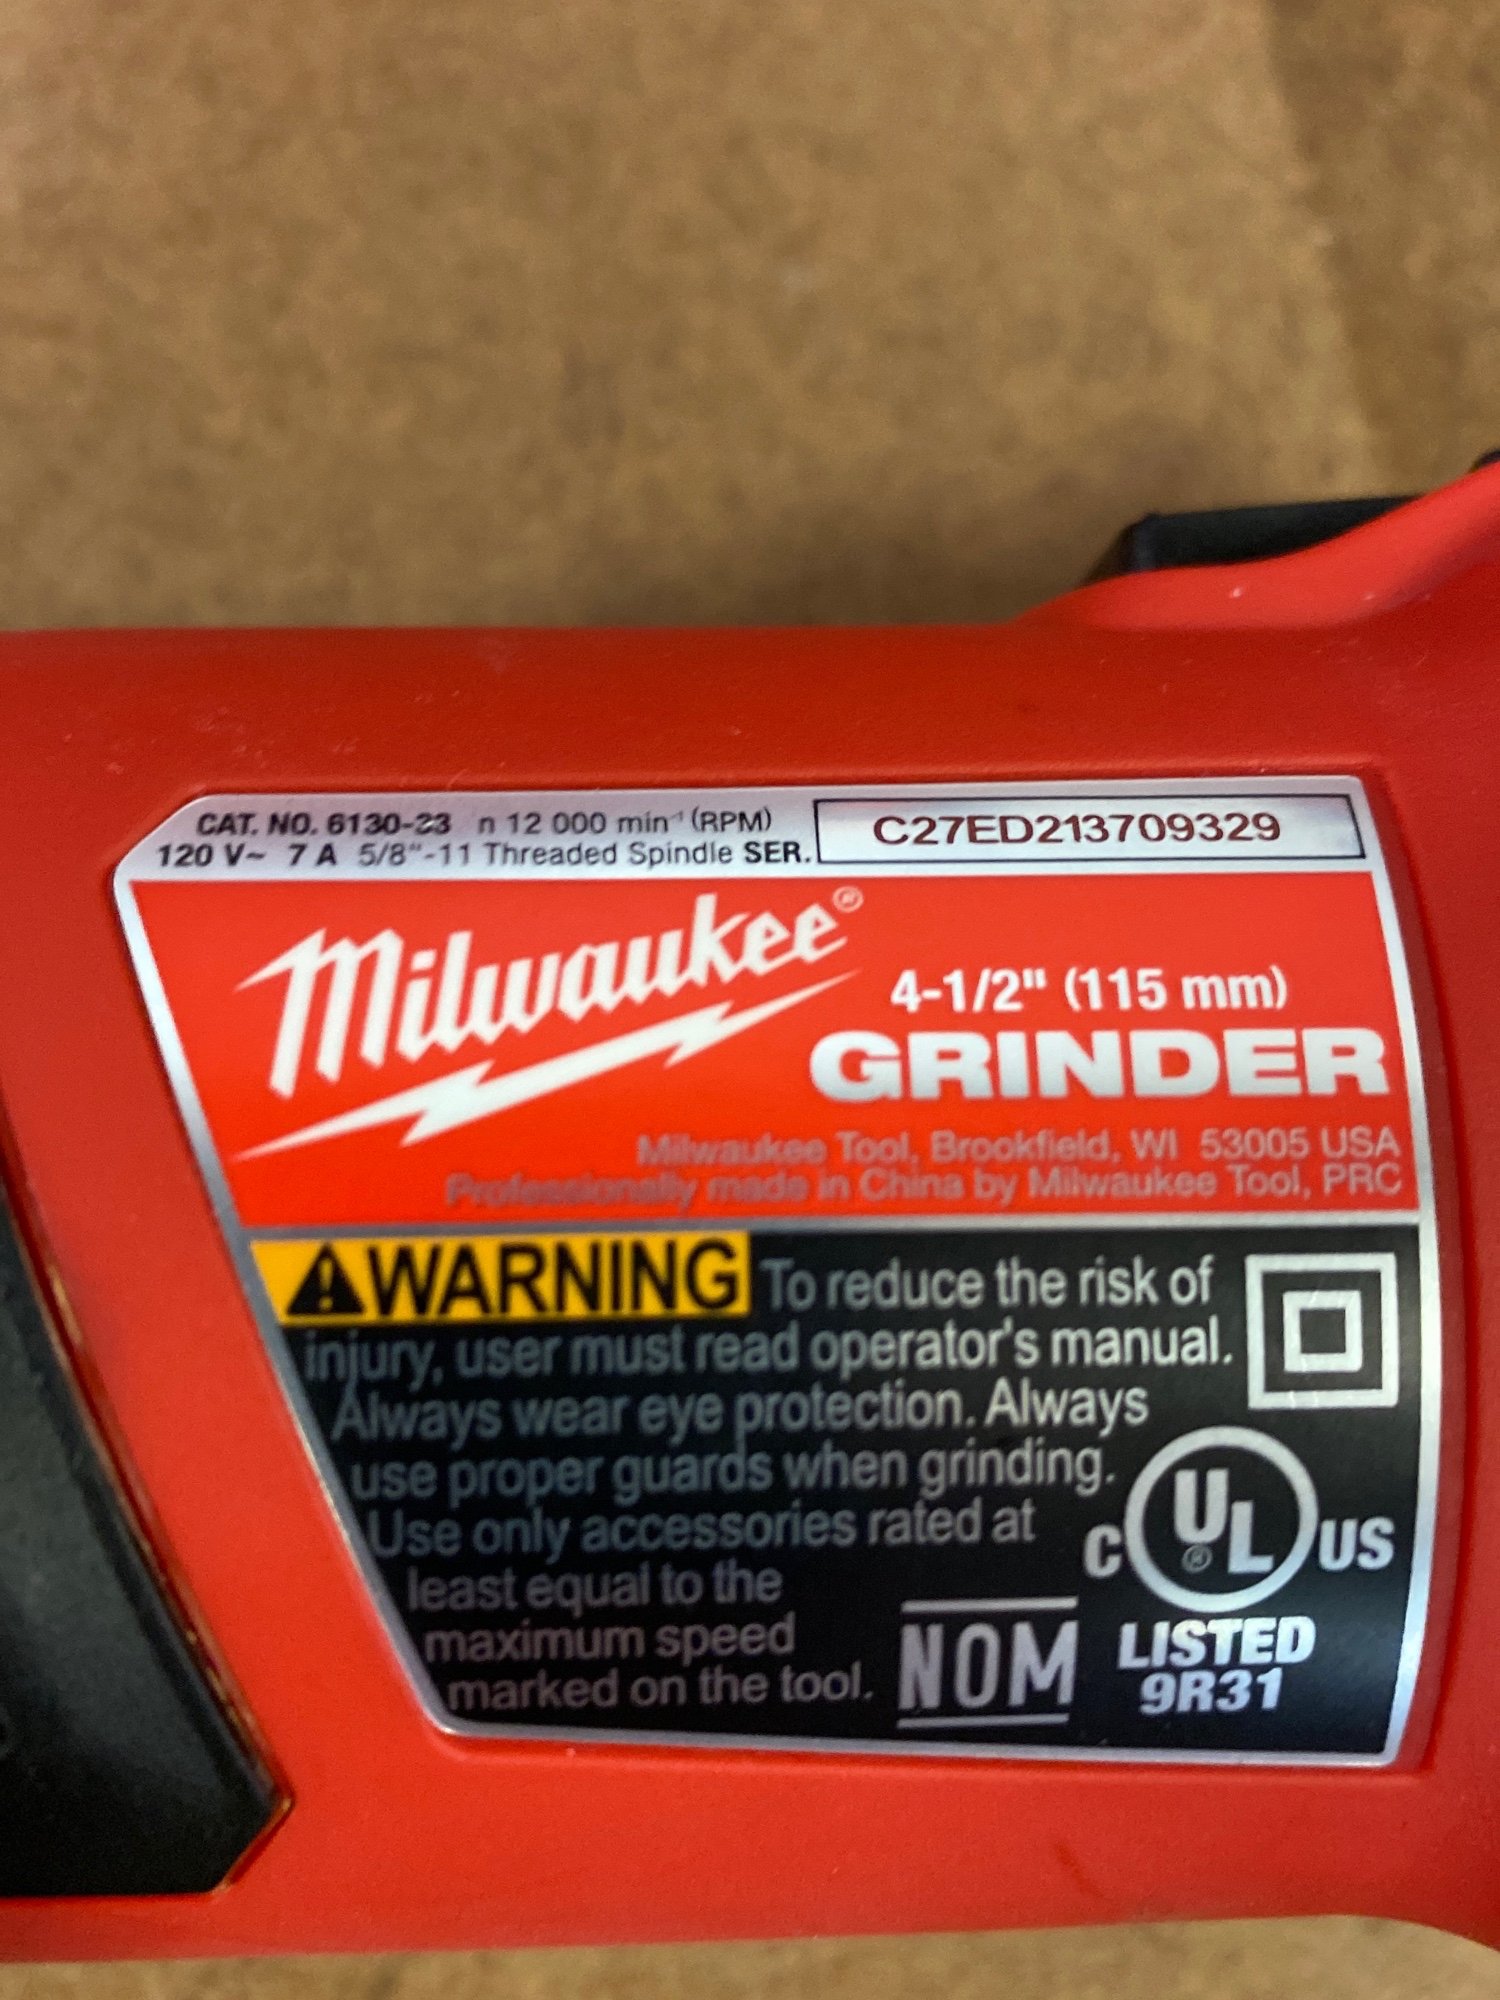 CAT. NO. 6130-33 n 12 000 min⁻¹ (RPM)
120 V~ 7 A 5/8"-11 Threaded Spindle SER.
C27ED213709329
Milwaukee®
4-1/2" (115 mm)
GRINDER
Milwaukee Tool, Brookfield, WI 53005 USA
Professionally made in China by Milwaukee Tool, PRC
WARNING To reduce the risk of
injury, user must read operator's manual.
Always wear eye protection. Always
use proper guards when grinding.
Use only accessories rated at
least equal to the
maximum speed
marked on the tool.
NOM
C UL® US
LISTED
9R31